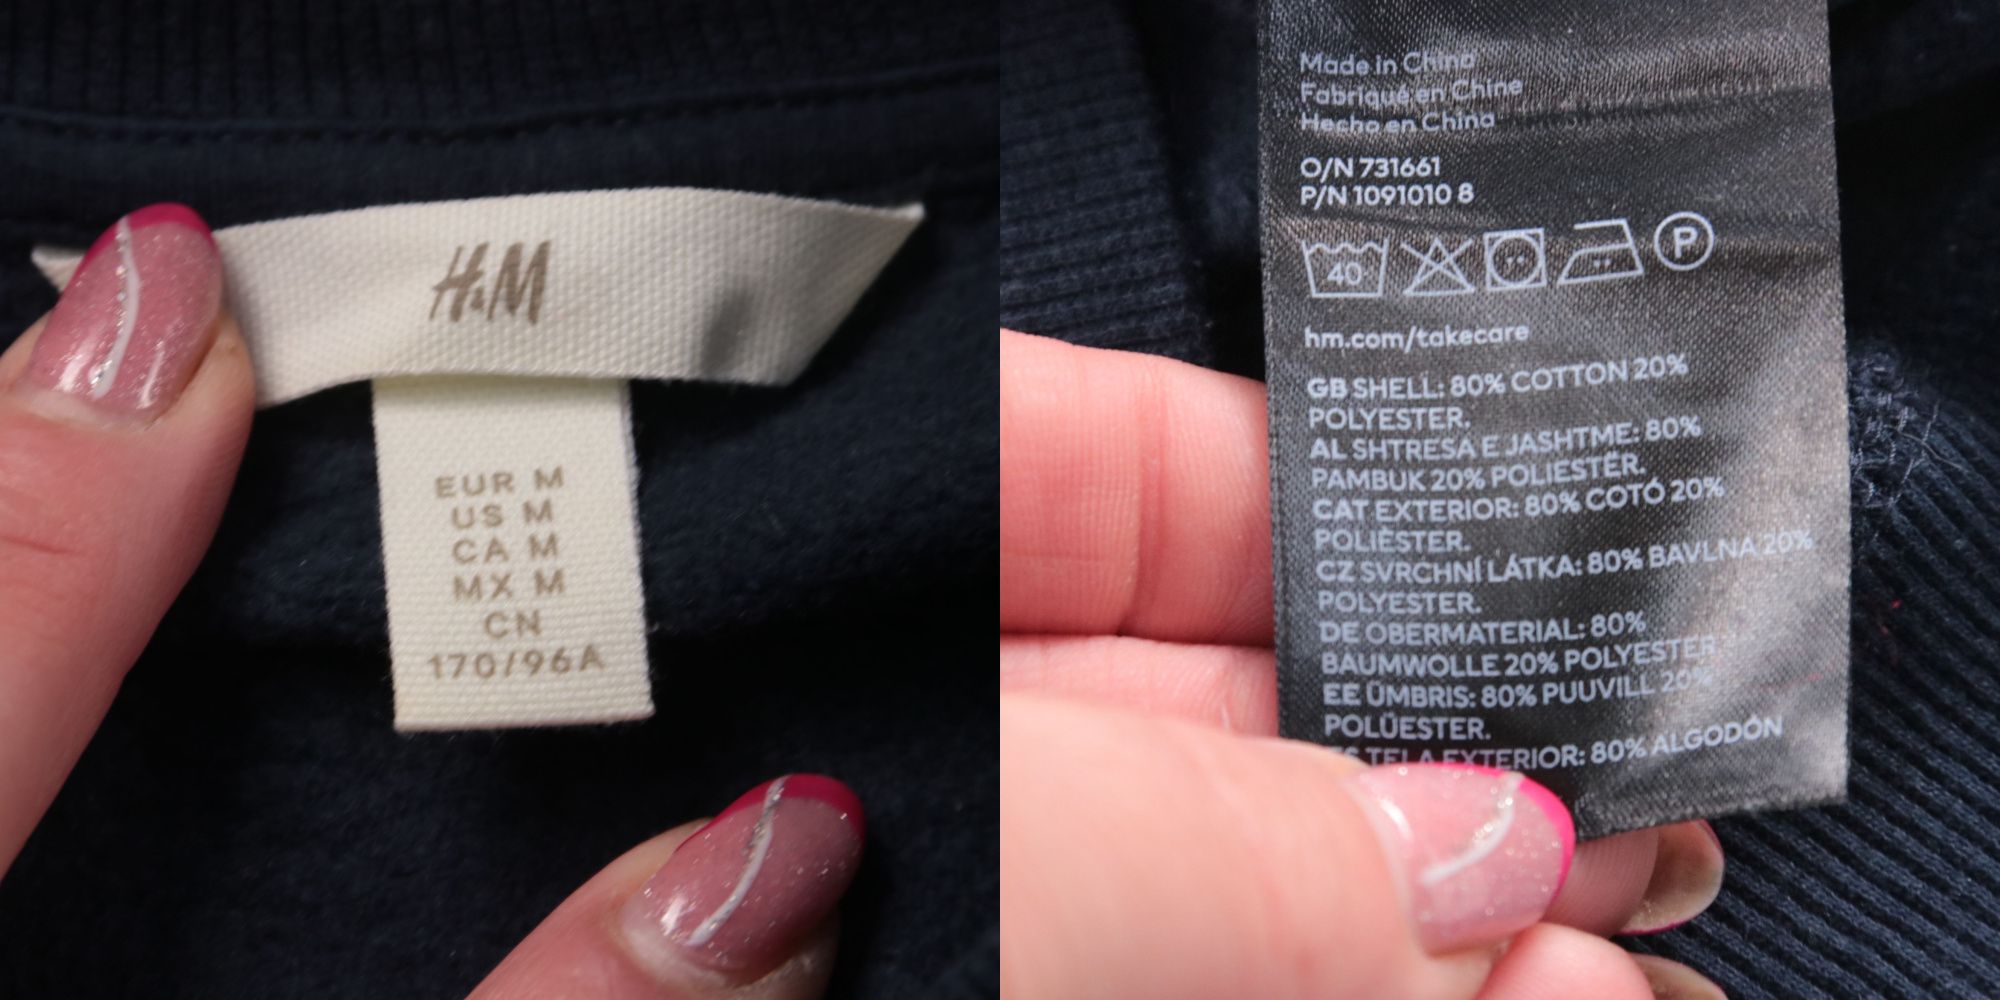 H&M
EUR M
US M
CA M
MX M
CN
170/96A
Made in China
Fabriqué en Chine
Hecho en China
O/N 731661
P/N 1091010 8
40
P
hm.com/takecare
GB SHELL: 80% COTTON 20%
POLYESTER.
AL SHTRESA E JASHTME: 80%
PAMBUK 20% POLIESTËR.
CAT EXTERIOR: 80% COTÓ 20%
POLIÈSTER.
CZ SVRCHNÍ LÁTKA: 80% BAVLNA 20%
POLYESTER.
DE OBERMATERIAL: 80%
BAUMWOLLE 20% POLYESTER
EE ÜMBRIS: 80% PUUVILL 20%
POLÜESTER.
ES TELA EXTERIOR: 80% ALGODÓN